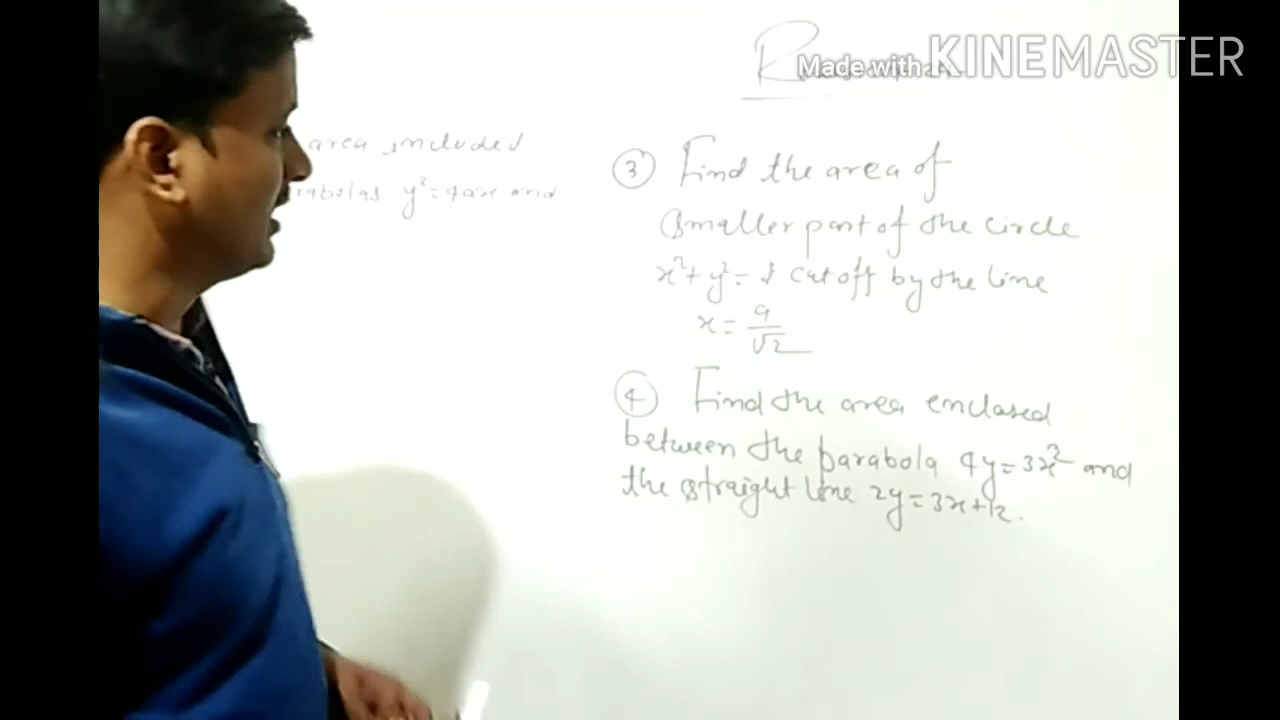 Made with KINEMASTER
area included
rabolas y² = 4ax and
③ Find the area of
smaller part of the circle
x² + y² = 1 cut off by the line
x = a/√2
④ Find the area enclosed
between the parabola 4y = 3x² and
the straight line 2y = 3x + 12.